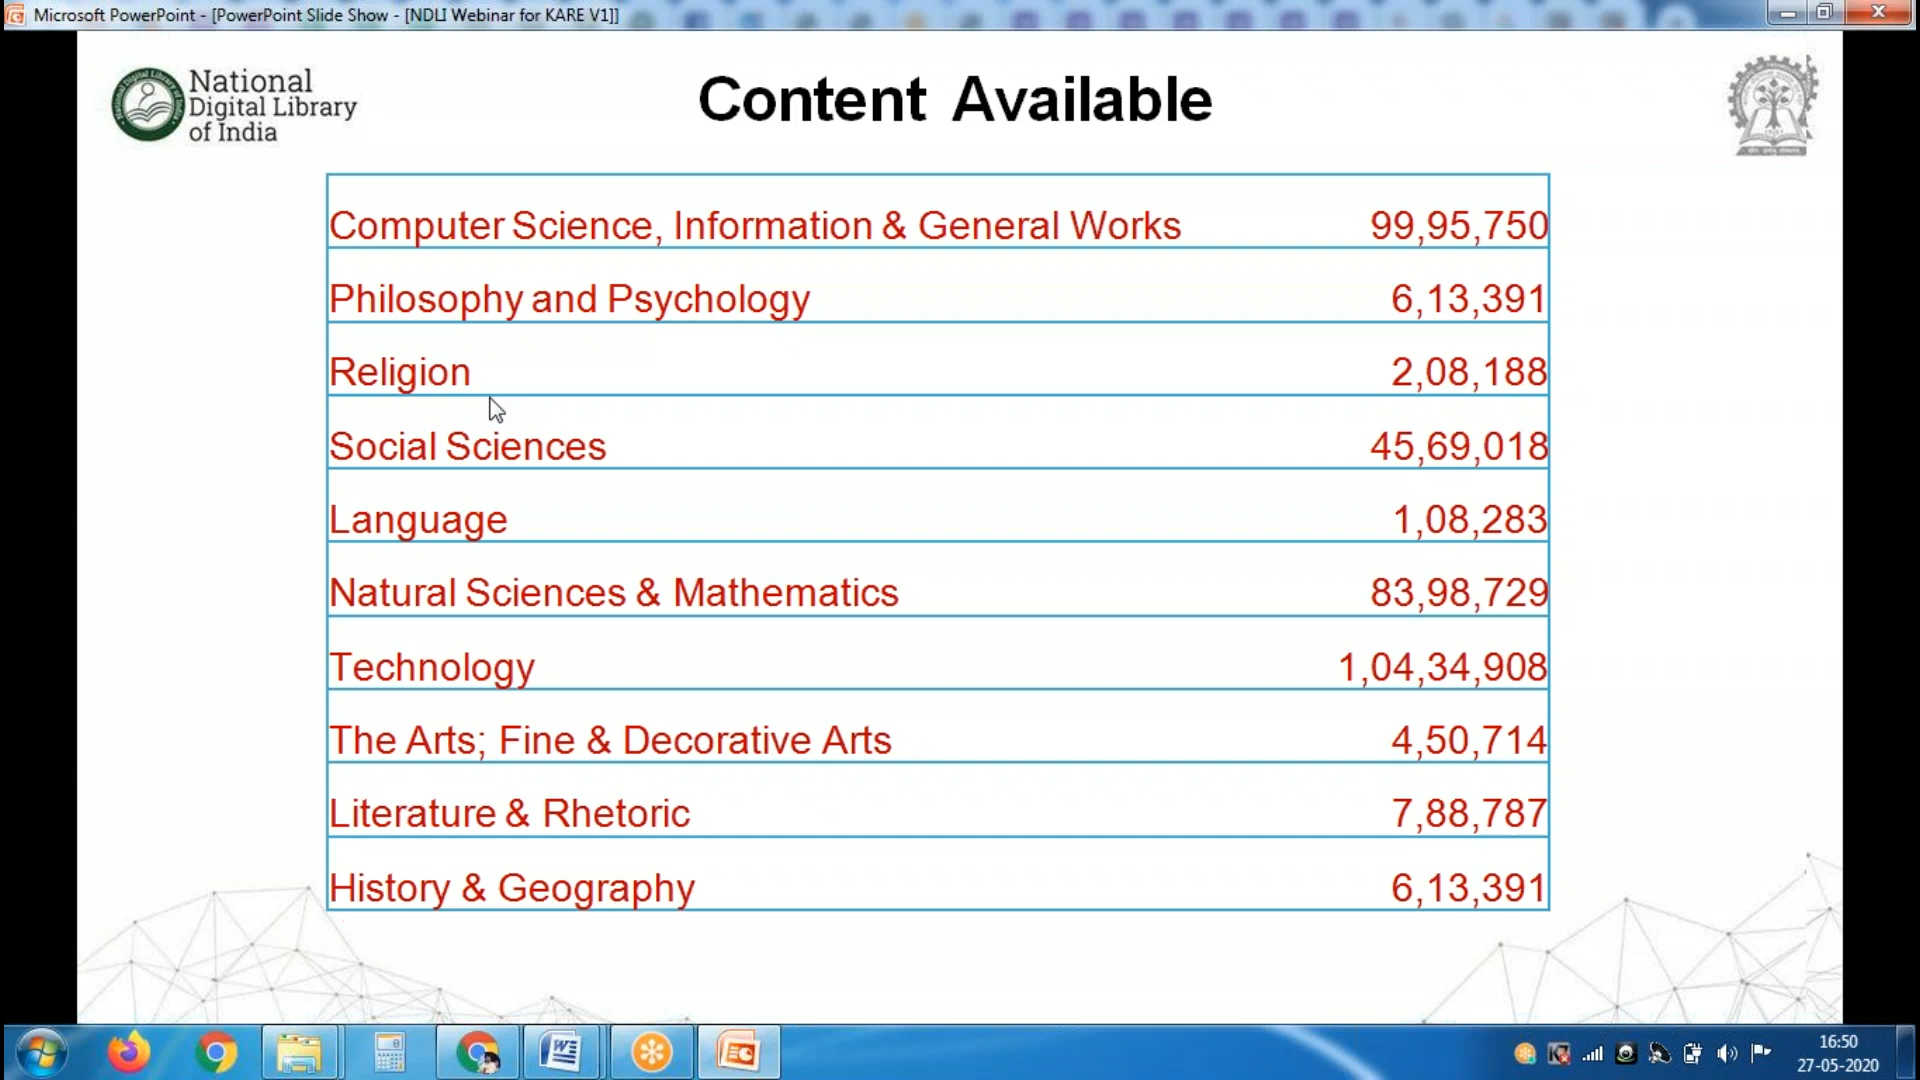 Microsoft PowerPoint - [PowerPoint Slide Show - [NDLI Webinar for KARE V1]]
National
Digital Library
of India
Content Available
Computer Science, Information & General Works 99,95,750
Philosophy and Psychology 6,13,391
Religion 2,08,188
Social Sciences 45,69,018
Language 1,08,283
Natural Sciences & Mathematics 83,98,729
Technology 1,04,34,908
The Arts; Fine & Decorative Arts 4,50,714
Literature & Rhetoric 7,88,787
History & Geography 6,13,391
16:50
27-05-2020